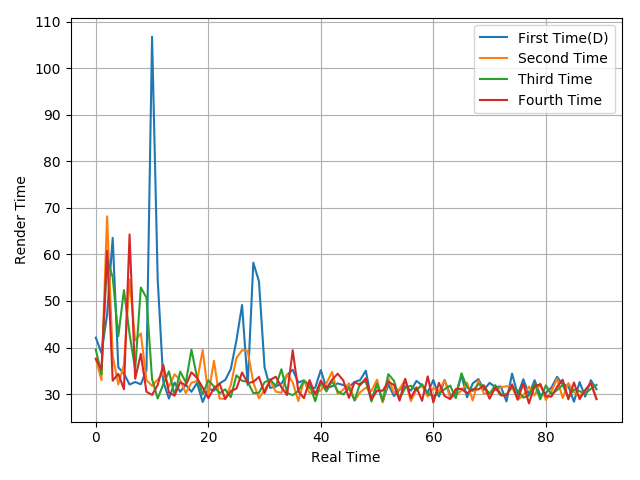 First Time(D)
Second Time
Third Time
Fourth Time
Render Time
110
100
90
80
70
60
50
40
30
0
20
40
60
80
Real Time